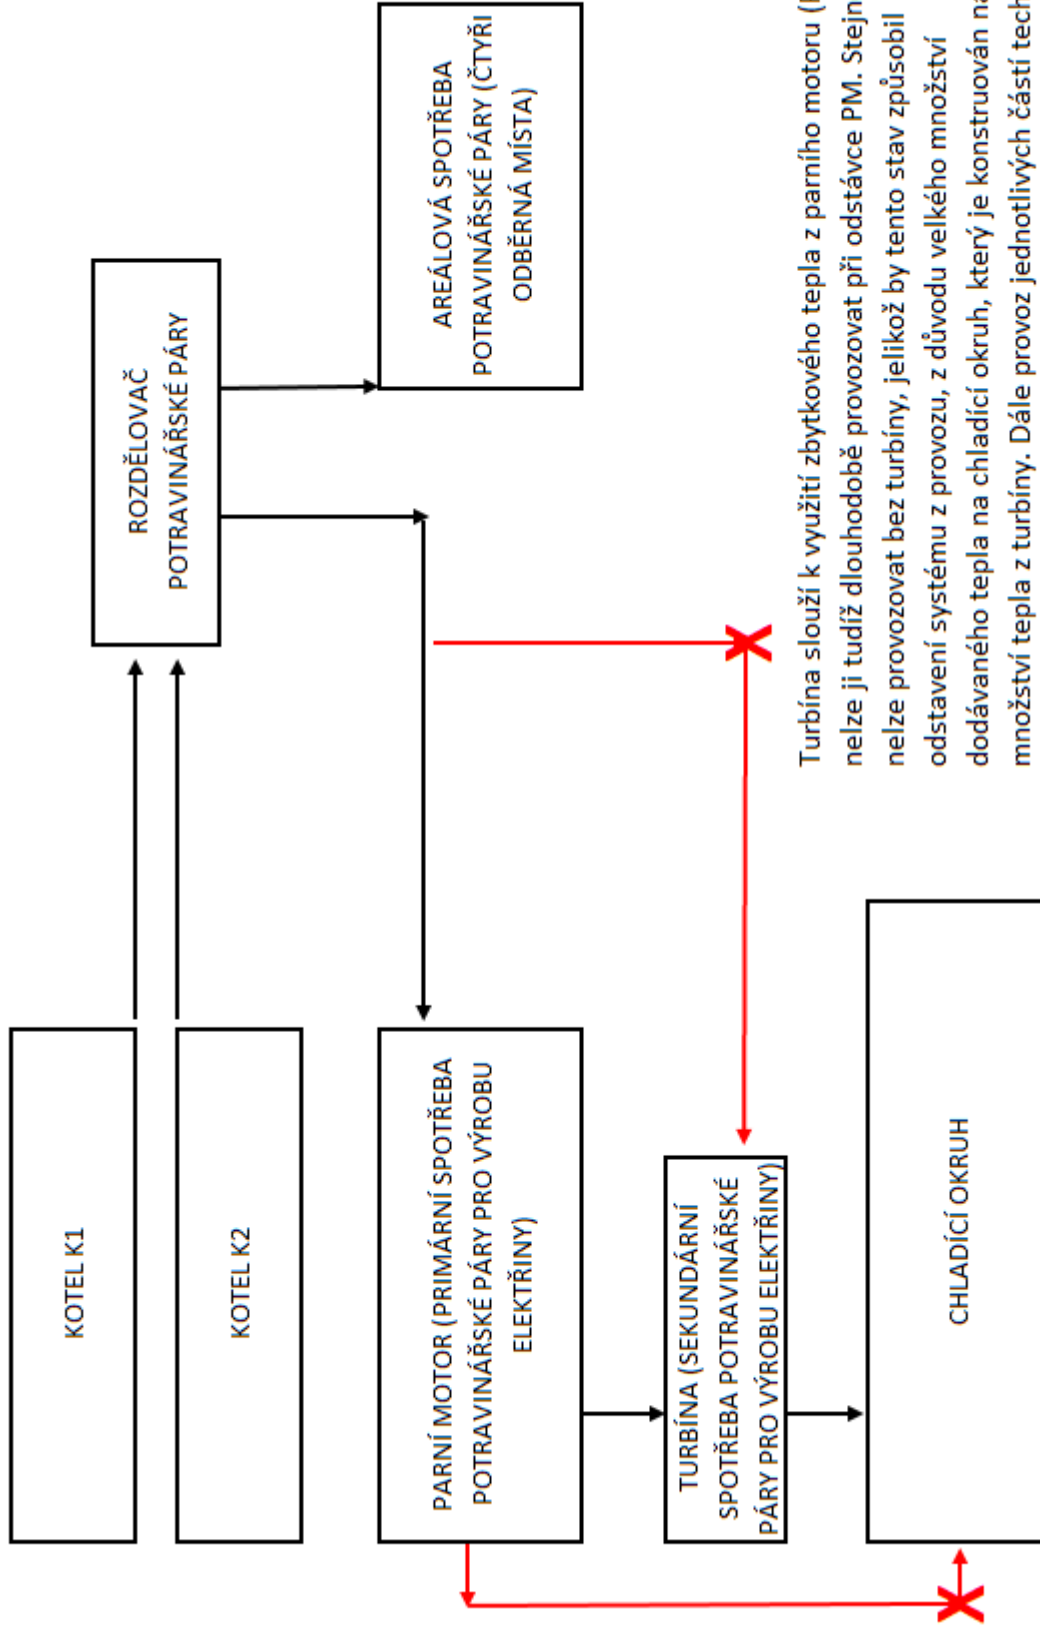 KOTEL K1
KOTEL K2
ROZDĚLOVAČ
POTRAVINÁŘSKÉ PÁRY
AREÁLOVÁ SPOTŘEBA
POTRAVINÁŘSKÉ PÁRY (ČTYŘI
ODBĚRNÁ MÍSTA)
PARNÍ MOTOR (PRIMÁRNÍ SPOTŘEBA
POTRAVINÁŘSKÉ PÁRY PRO VÝROBU
ELEKTŘINY)
TURBÍNA (SEKUNDÁRNÍ
SPOTŘEBA POTRAVINÁŘSKÉ
PÁRY PRO VÝROBU ELEKTŘINY)
CHLADÍCÍ OKRUH
Turbína slouží k využití zbytkového tepla z parního motoru (
nelze ji tudíž dlouhodobě provozovat při odstávce PM. Stejn
nelze provozovat bez turbíny, jelikož by tento stav způsobil
odstavení systému z provozu, z důvodu velkého množství
dodávaného tepla na chladící okruh, který je konstruován na
množství tepla z turbíny. Dále provoz jednotlivých částí tech